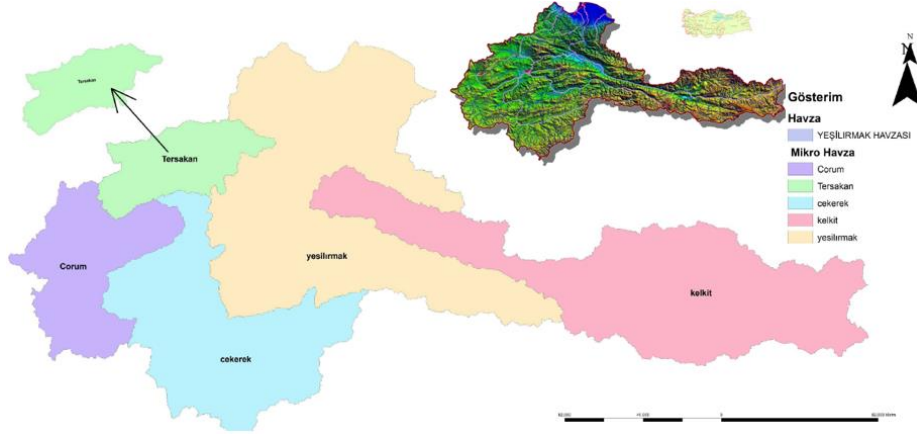 Tersakan
Tersakan
Corum
yesilırmak
kelkit
cekerek
N
N
Gösterim
Havza
YEŞİLIRMAK HAVZASI
Mikro Havza
Corum
Tersakan
cekerek
kelkit
yesilırmak